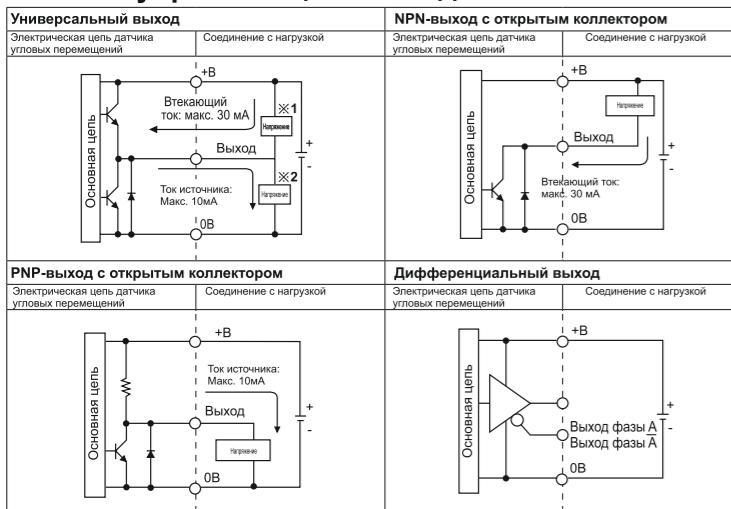 Универсальный выход
Электрическая цепь датчика
угловых перемещений
Соединение с нагрузкой
Основная цепь
+В
Втекающий
ток: макс. 30 мА
※1
Напряжение
Выход
+
-
※2
Ток источника:
Макс. 10мА
Напряжение
0В
NPN-выход с открытым коллектором
Электрическая цепь датчика
угловых перемещений
Соединение с нагрузкой
Основная цепь
+В
Напряжение
Выход
+
-
Втекающий ток:
макс. 30 мА
0В
PNP-выход с открытым коллектором
Электрическая цепь датчика
угловых перемещений
Соединение с нагрузкой
Основная цепь
+В
Ток источника:
Макс. 10мА
Выход
+
-
Напряжение
0В
Дифференциальный выход
Электрическая цепь датчика
угловых перемещений
Соединение с нагрузкой
Основная цепь
+В
+
-
Выход фазы А
Выход фазы А̅
0В